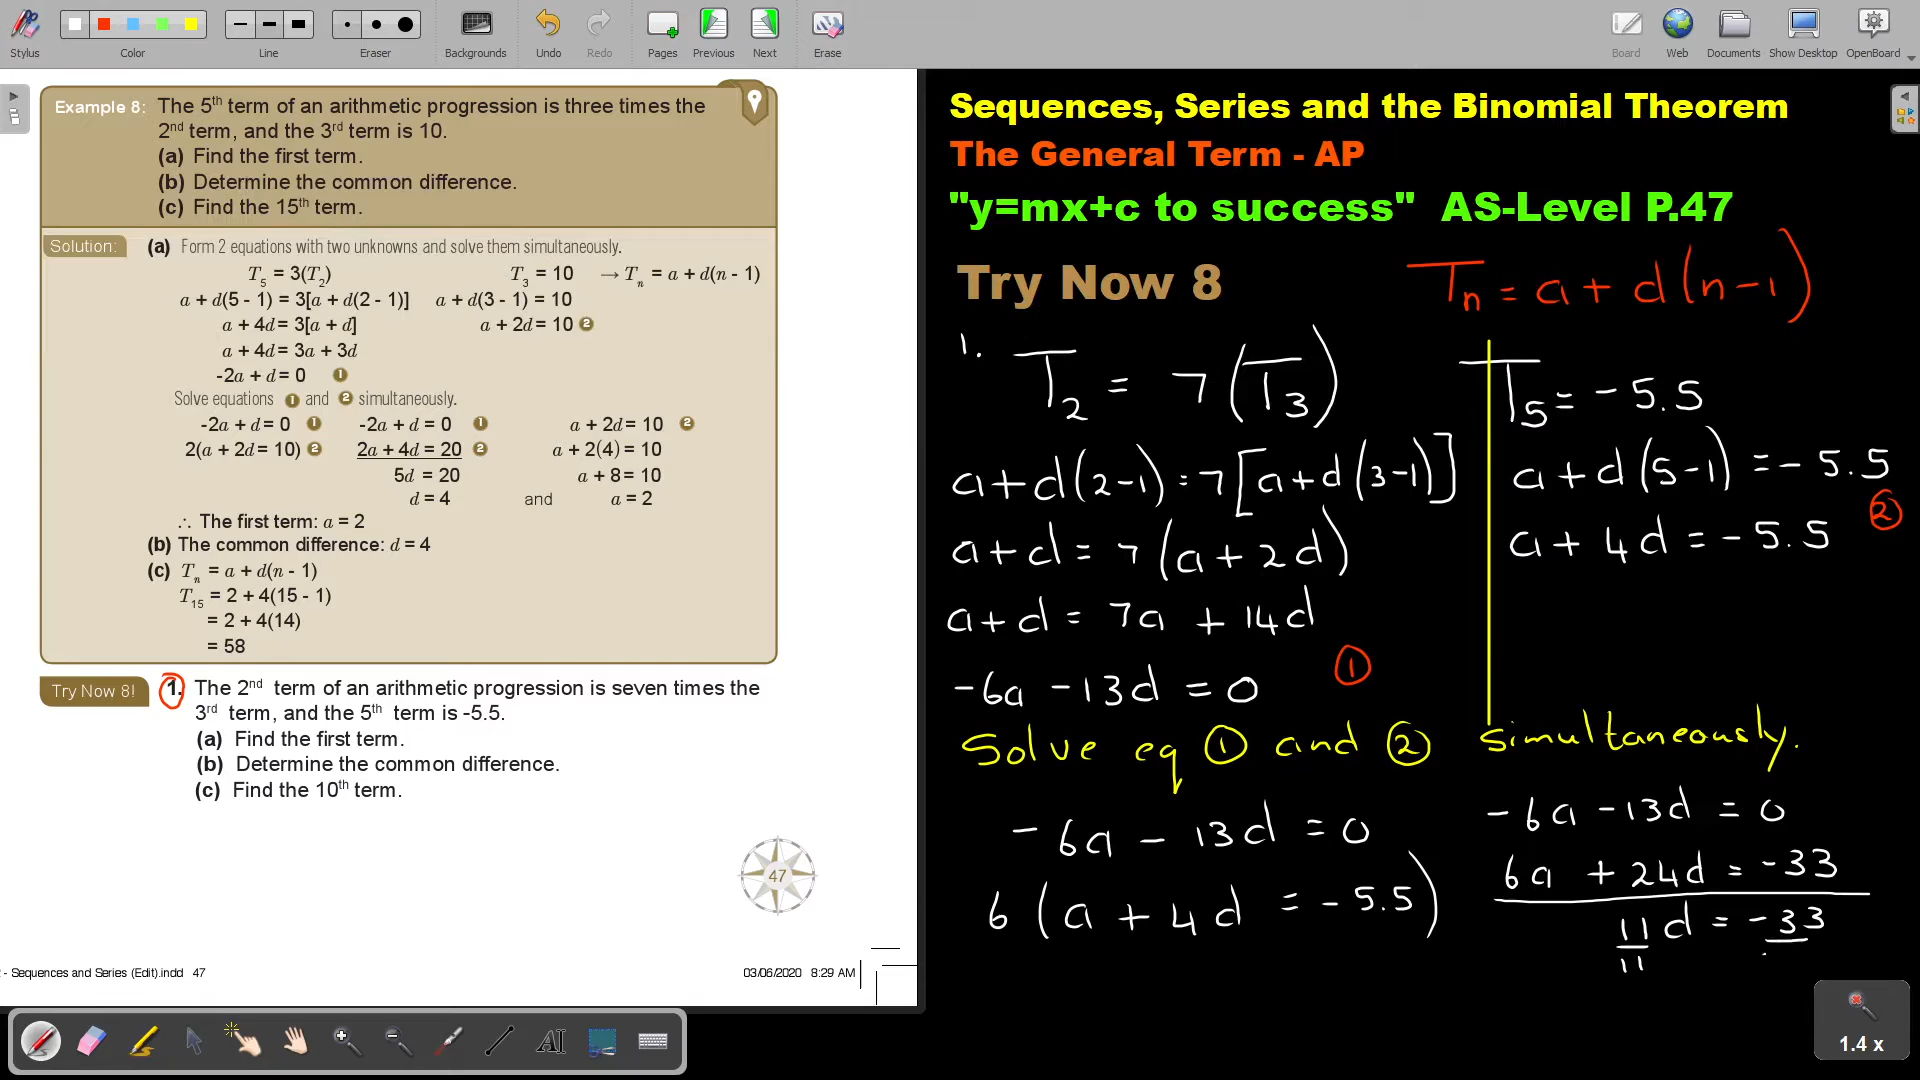 Stylus
Color
Line
Eraser
Backgrounds
Undo
Redo
Pages
Previous
Next
Erase
Board
Web
Documents
Show Desktop
OpenBoard
Example 8: The 5th term of an arithmetic progression is three times the
2nd term, and the 3rd term is 10.
(a) Find the first term.
(b) Determine the common difference.
(c) Find the 15th term.
Solution: (a) Form 2 equations with two unknowns and solve them simultaneously.
T5 = 3(T2) T3 = 10 → Tn = a + d(n - 1)
a + d(5 - 1) = 3[a + d(2 - 1)] a + d(3 - 1) = 10
a + 4d = 3[a + d] a + 2d = 10 2
a + 4d = 3a + 3d
-2a + d = 0 1
Solve equations 1 and 2 simultaneously.
-2a + d = 0 1 -2a + d = 0 1 a + 2d = 10 2
2(a + 2d = 10) 2 2a + 4d = 20 2 a + 2(4) = 10
5d = 20 a + 8 = 10
d = 4 and a = 2
∴ The first term: a = 2
(b) The common difference: d = 4
(c) Tn = a + d(n - 1)
T15 = 2 + 4(15 - 1)
= 2 + 4(14)
= 58
Try Now 8! 1. The 2nd term of an arithmetic progression is seven times the
3rd term, and the 5th term is -5.5.
(a) Find the first term.
(b) Determine the common difference.
(c) Find the 10th term.
47
- Sequences and Series (Edit).indd 47
03/06/2020 8:29 AM
Sequences, Series and the Binomial Theorem
The General Term - AP
"y=mx+c to success" AS-Level P.47
Try Now 8
Tn = a + d(n-1)
1. T2 = 7(T3)
a+d(2-1) = 7[a+d(3-1)]
a+d = 7(a+2d)
a+d = 7a + 14d
-6a - 13d = 0 1
T5 = -5.5
a+d(5-1) = -5.5
a + 4d = -5.5 2
Solve eq 1 and 2 simultaneously.
-6a - 13d = 0
6(a + 4d = -5.5)
-6a - 13d = 0
6a + 24d = -33
11d = -33
11
1.4 x